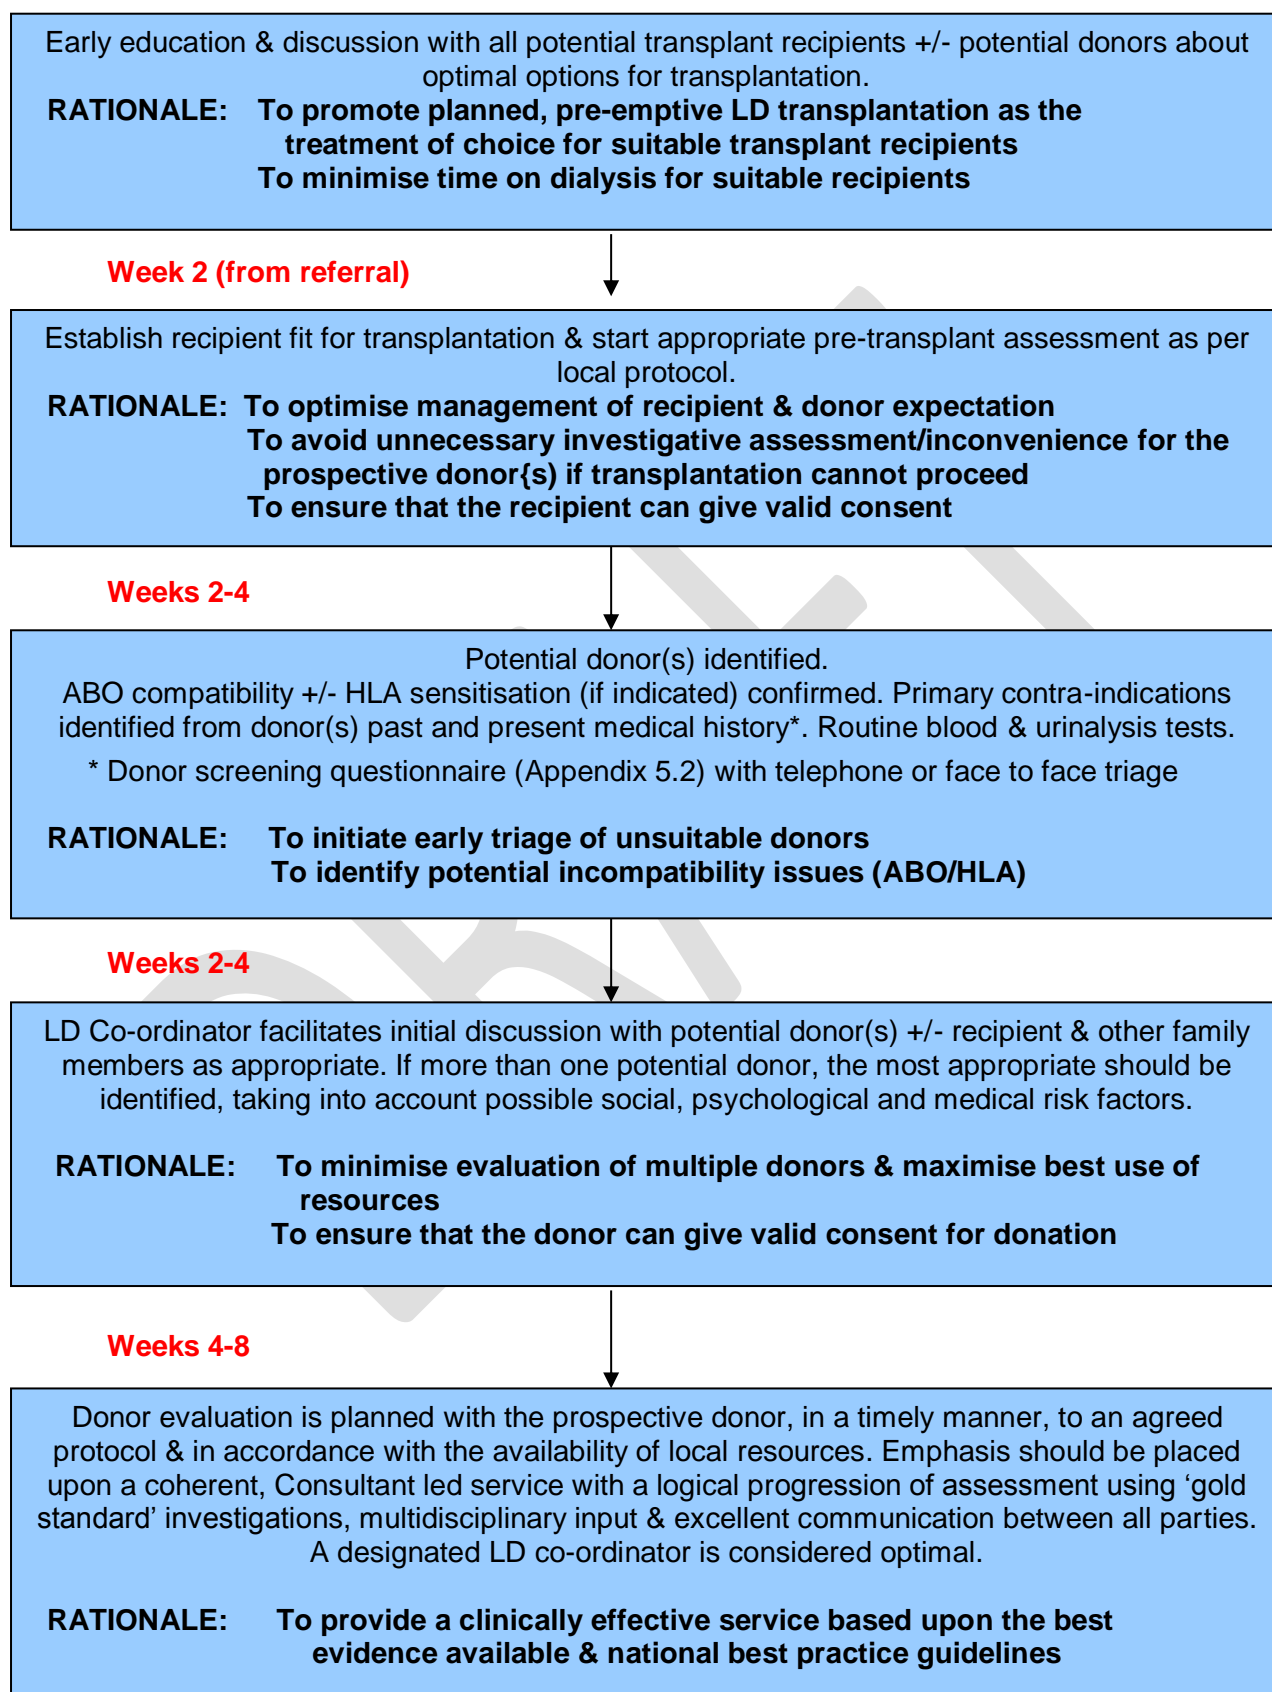 Early education & discussion with all potential transplant recipients +/- potential donors about
optimal options for transplantation.
RATIONALE: To promote planned, pre-emptive LD transplantation as the
treatment of choice for suitable transplant recipients
To minimise time on dialysis for suitable recipients
Week 2 (from referral)
Establish recipient fit for transplantation & start appropriate pre-transplant assessment as per
local protocol.
RATIONALE: To optimise management of recipient & donor expectation
To avoid unnecessary investigative assessment/inconvenience for the
prospective donor{s) if transplantation cannot proceed
To ensure that the recipient can give valid consent
Weeks 2-4
Potential donor(s) identified.
ABO compatibility +/- HLA sensitisation (if indicated) confirmed. Primary contra-indications
identified from donor(s) past and present medical history*. Routine blood & urinalysis tests.
* Donor screening questionnaire (Appendix 5.2) with telephone or face to face triage
RATIONALE: To initiate early triage of unsuitable donors
To identify potential incompatibility issues (ABO/HLA)
Weeks 2-4
LD Co-ordinator facilitates initial discussion with potential donor(s) +/- recipient & other family
members as appropriate. If more than one potential donor, the most appropriate should be
identified, taking into account possible social, psychological and medical risk factors.
RATIONALE: To minimise evaluation of multiple donors & maximise best use of
resources
To ensure that the donor can give valid consent for donation
Weeks 4-8
Donor evaluation is planned with the prospective donor, in a timely manner, to an agreed
protocol & in accordance with the availability of local resources. Emphasis should be placed
upon a coherent, Consultant led service with a logical progression of assessment using ‘gold
standard’ investigations, multidisciplinary input & excellent communication between all parties.
A designated LD co-ordinator is considered optimal.
RATIONALE: To provide a clinically effective service based upon the best
evidence available & national best practice guidelines
DRAFT